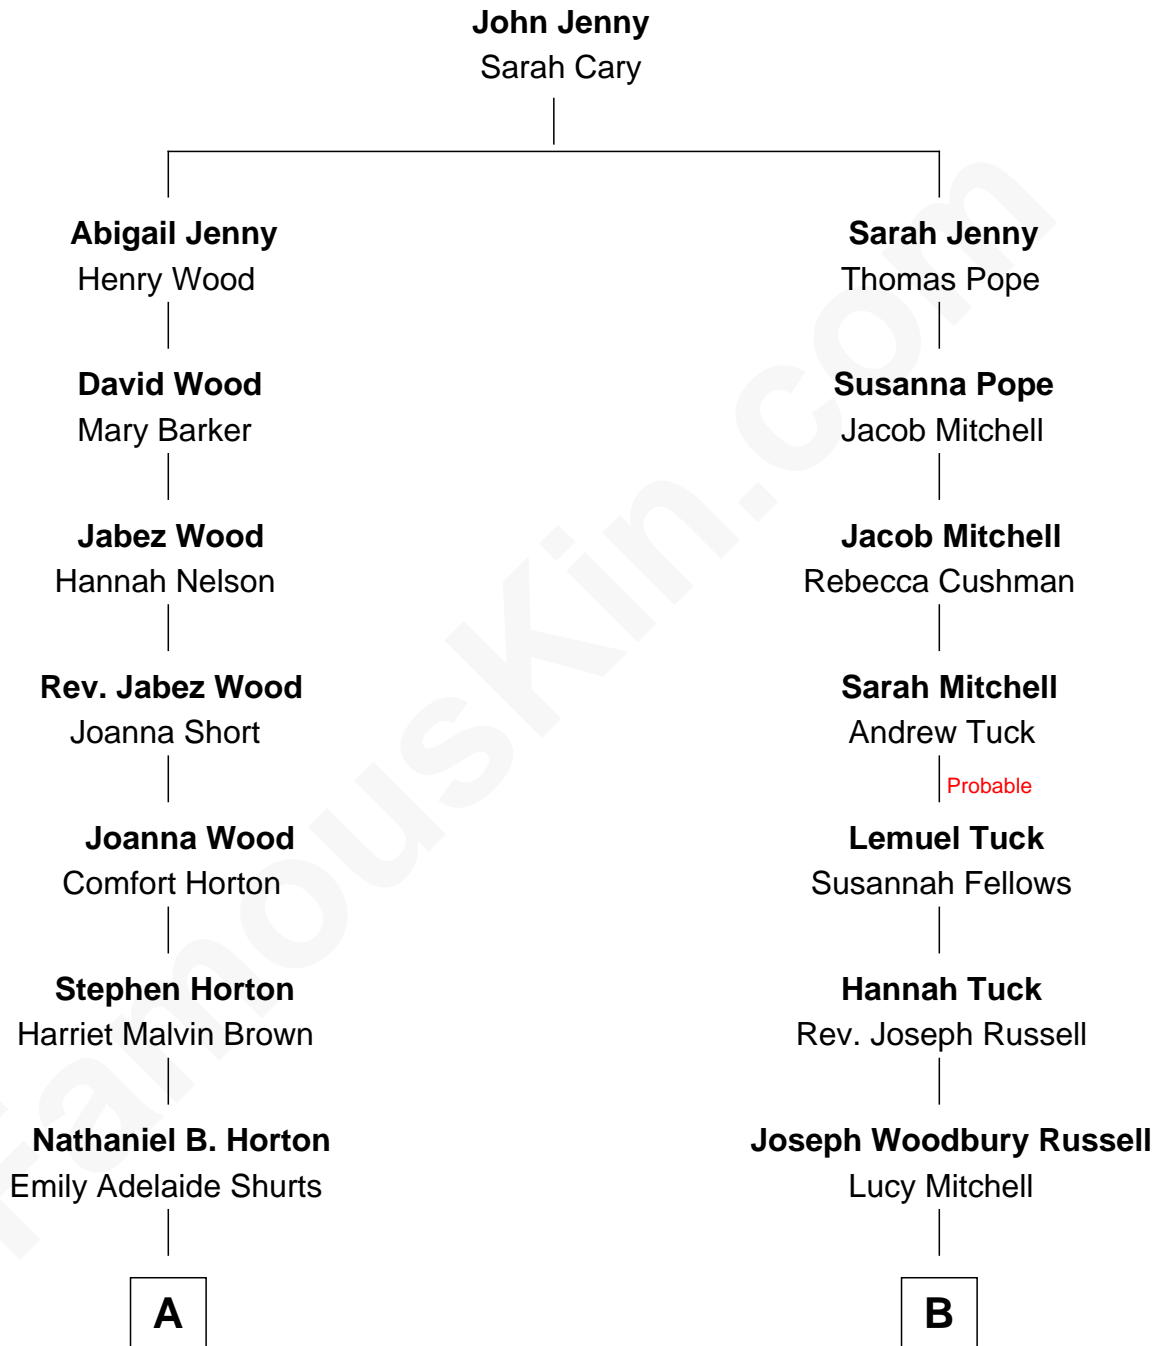 John Jenny
Sarah Cary
Abigail Jenny
Henry Wood
Sarah Jenny
Thomas Pope
David Wood
Mary Barker
Susanna Pope
Jacob Mitchell
Jabez Wood
Hannah Nelson
Jacob Mitchell
Rebecca Cushman
Rev. Jabez Wood
Joanna Short
Sarah Mitchell
Andrew Tuck
Probable
Joanna Wood
Comfort Horton
Lemuel Tuck
Susannah Fellows
Stephen Horton
Harriet Malvin Brown
Hannah Tuck
Rev. Joseph Russell
Nathaniel B. Horton
Emily Adelaide Shurts
Joseph Woodbury Russell
Lucy Mitchell
A
B
FamousKin.com